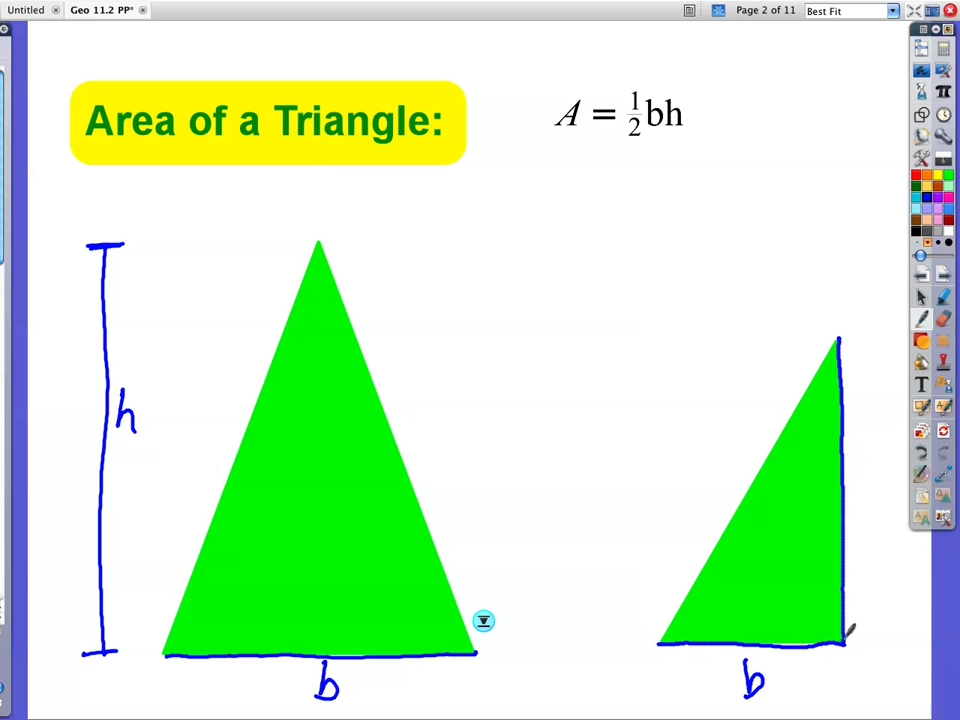 Untitled
Geo 11.2 PP*
Page 2 of 11
Best Fit
Area of a Triangle:
A = ½bh
h
b
b